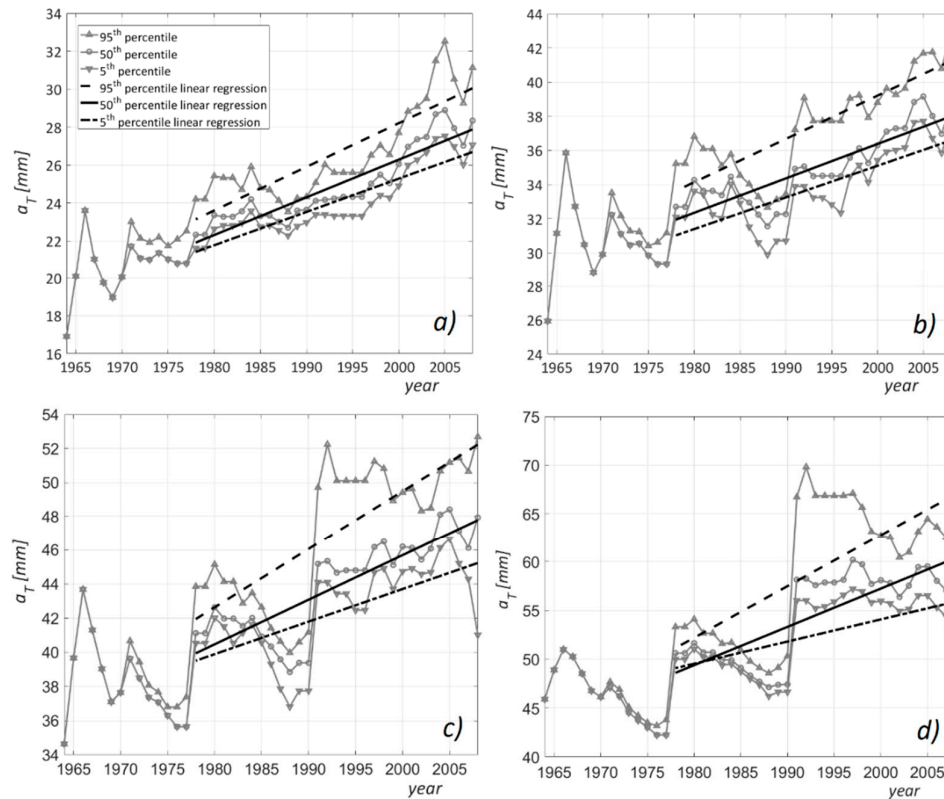 95th percentile
50th percentile
5th percentile
95th percentile linear regression
50th percentile linear regression
5th percentile linear regression
a_T [mm]
34
32
30
28
26
24
22
20
18
16
1965 1970 1975 1980 1985 1990 1995 2000 2005
year
a)
a_T [mm]
44
42
40
38
36
34
32
30
28
26
24
1965 1970 1975 1980 1985 1990 1995 2000 2005
year
b)
a_T [mm]
54
52
50
48
46
44
42
40
38
36
34
1965 1970 1975 1980 1985 1990 1995 2000 2005
year
c)
a_T [mm]
75
70
65
60
55
50
45
40
1965 1970 1975 1980 1985 1990 1995 2000 2005
year
d)